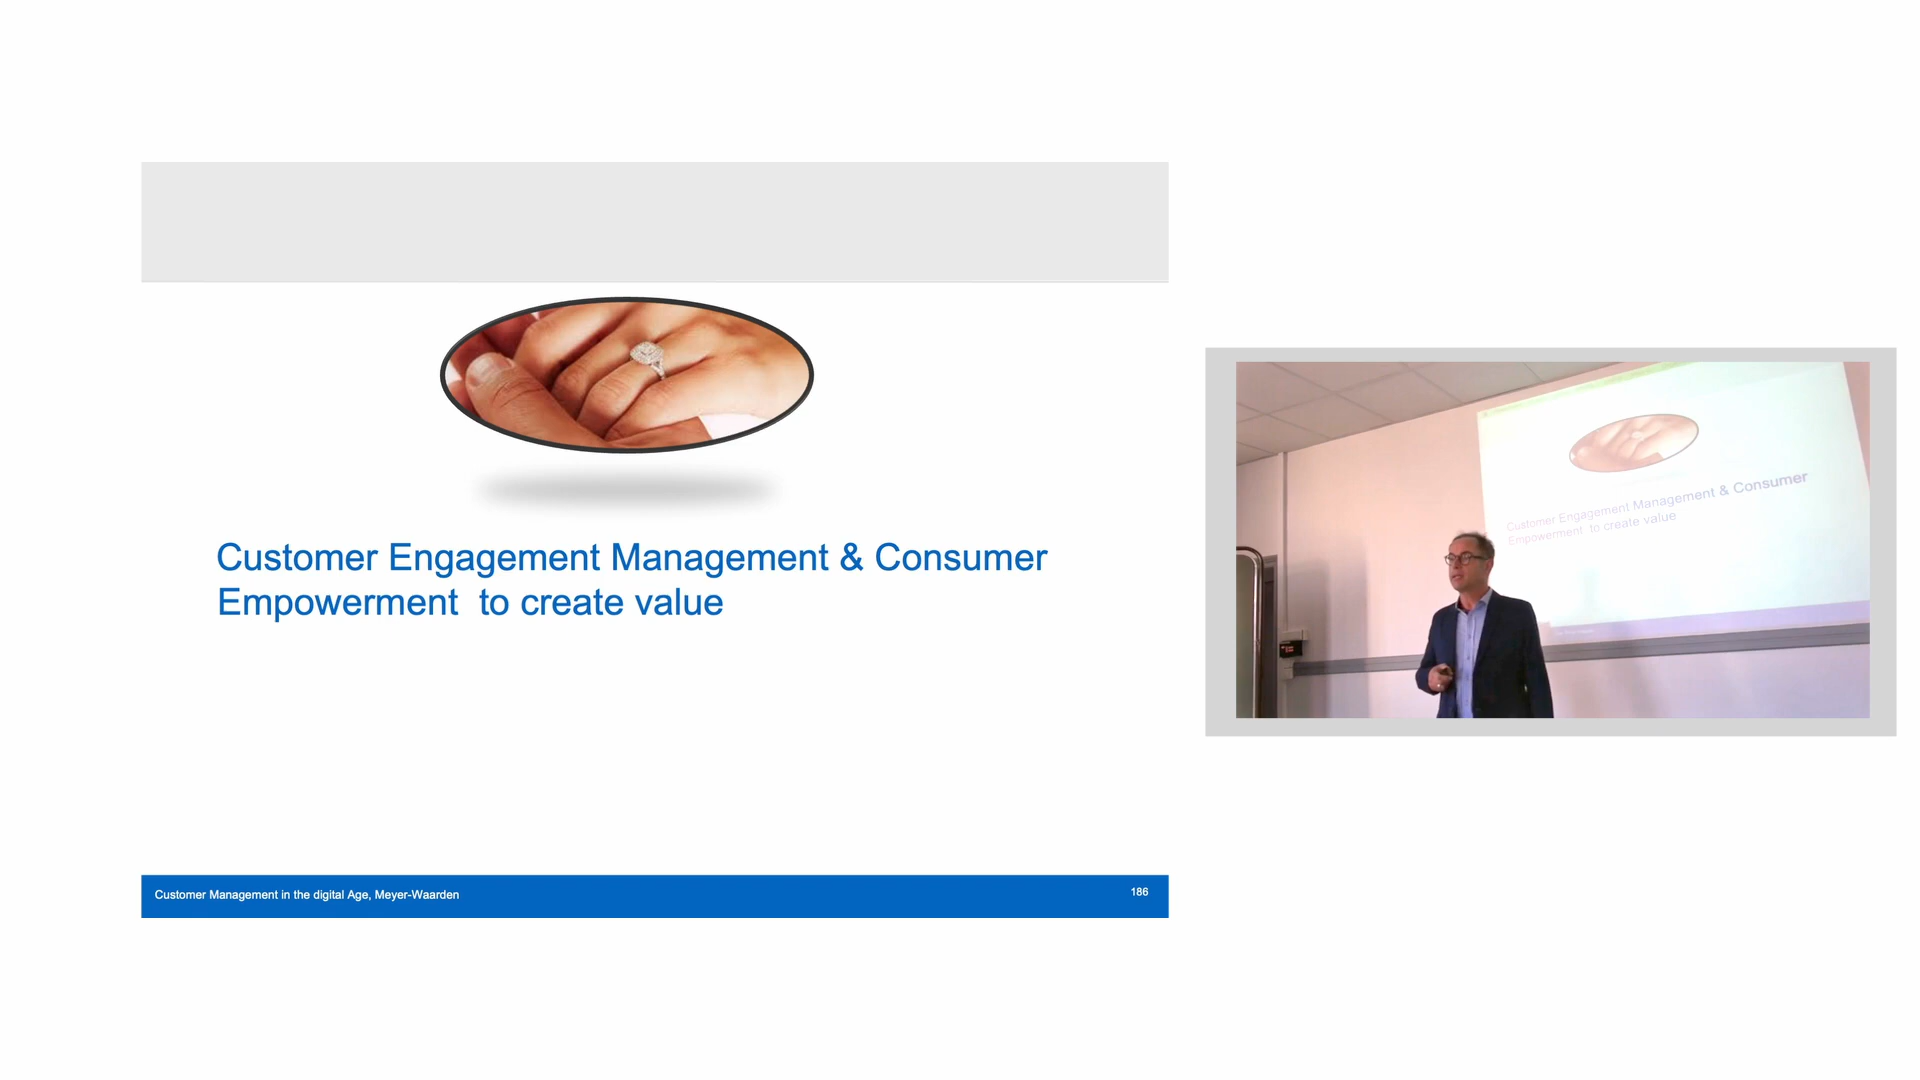 Customer Engagement Management & Consumer
Empowerment  to create value
Customer Management in the digital Age, Meyer-Waarden
186
Customer Engagement Management & Consumer
Empowerment  to create value